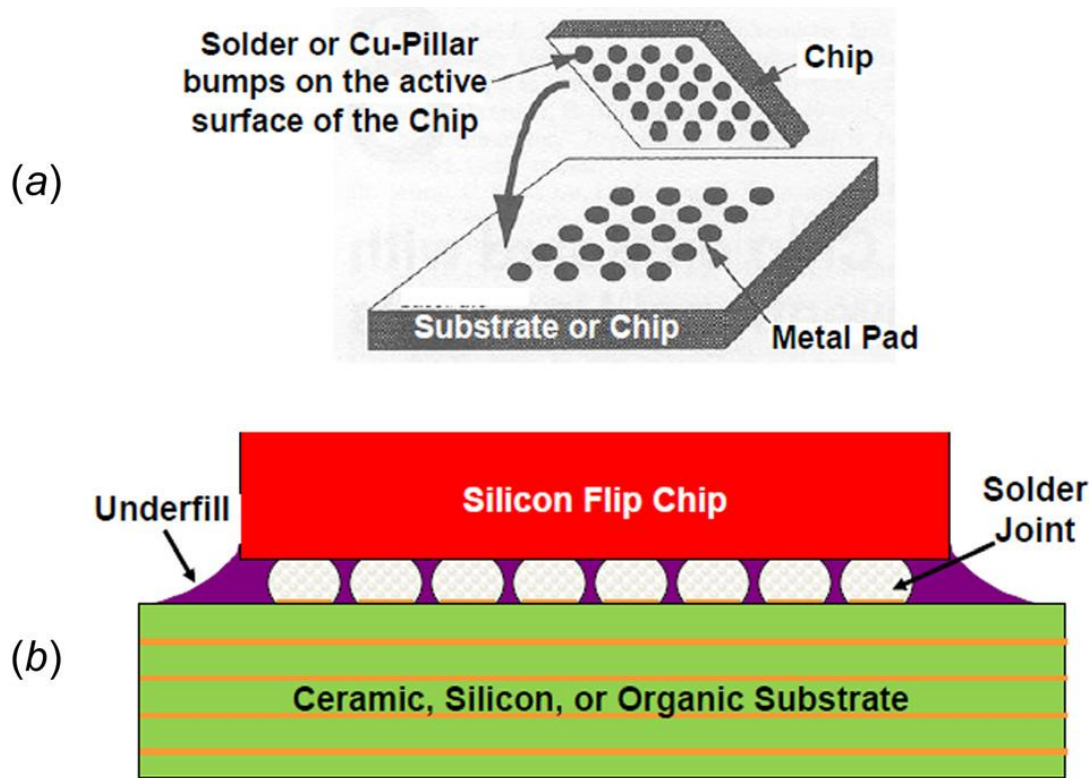 (a)
Solder or Cu-Pillar
bumps on the active
surface of the Chip
Chip
Substrate or Chip
Metal Pad
(b)
Underfill
Silicon Flip Chip
Solder
Joint
Ceramic, Silicon, or Organic Substrate